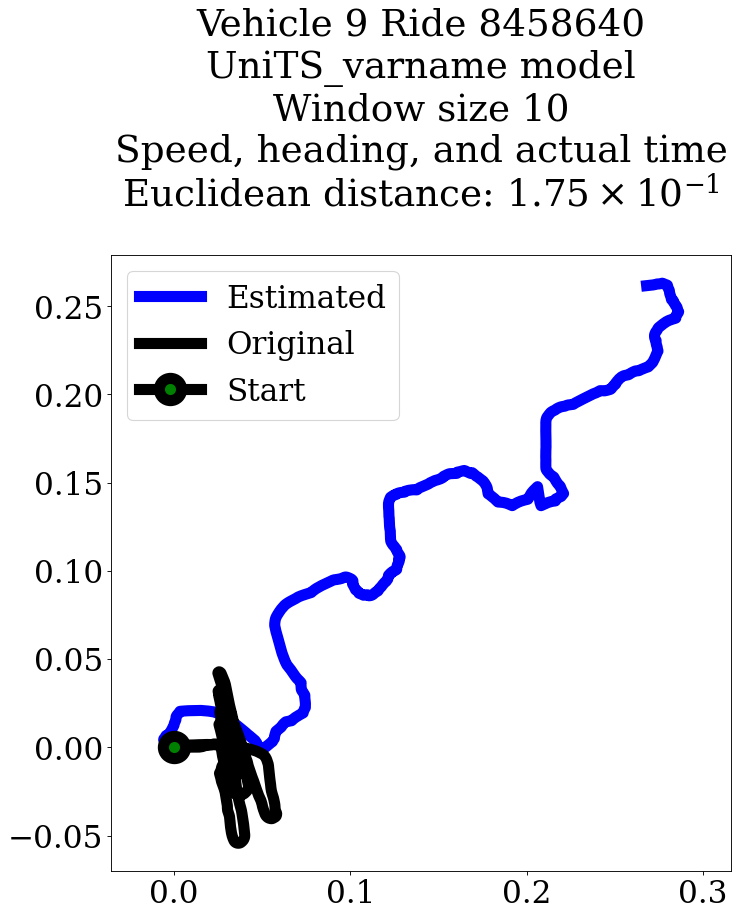 Vehicle 9 Ride 8458640
UniTS_varname model
Window size 10
Speed, heading, and actual time
Euclidean distance: 1.75 × 10⁻¹
Estimated
Original
Start
0.25
0.20
0.15
0.10
0.05
0.00
−0.05
0.0 0.1 0.2 0.3